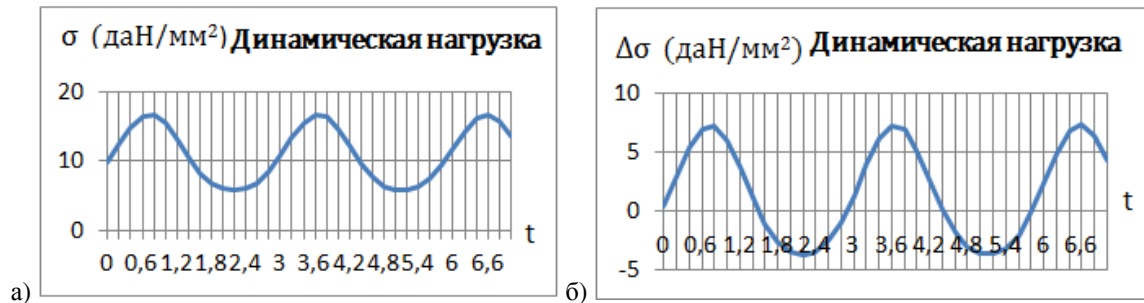 σ (даН/мм²) Динамическая нагрузка
20
10
0
0 0,6 1,2 1,8 2,4 3 3,6 4,2 4,8 5,4 6 6,6
t
а)
Δσ (даН/мм²) Динамическая нагрузка
10
5
0
-5
0 0,6 1,2 1,8 2,4 3 3,6 4,2 4,8 5,4 6 6,6
t
б)